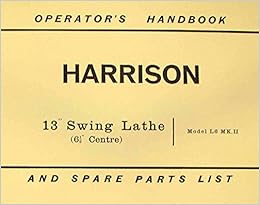 OPERATOR'S HANDBOOK
HARRISON
13" Swing Lathe
(6½" Centre)
Model L6 MK.II
AND SPARE PARTS LIST